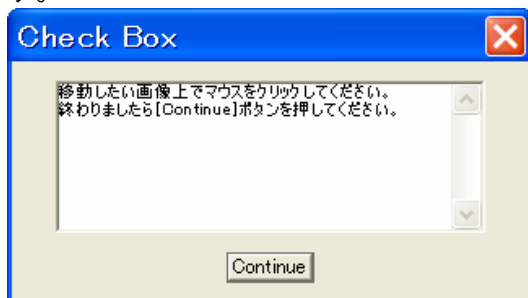 Check Box
移動したい画像上でマウスをクリックしてください。
終わりましたら[Continue]ボタンを押してください。
Continue